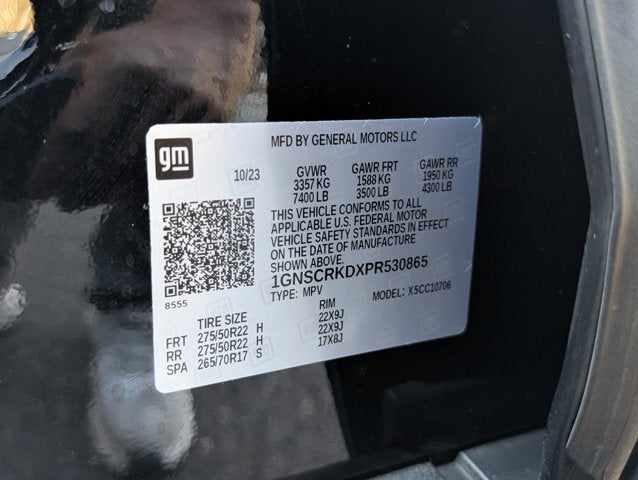 MFD BY GENERAL MOTORS LLC
gm
10/23
GVWR GAWR FRT GAWR RR
3357 KG 1588 KG 1950 KG
7400 LB 3500 LB 4300 LB
THIS VEHICLE CONFORMS TO ALL
APPLICABLE U.S. FEDERAL MOTOR
VEHICLE SAFETY STANDARDS IN EFFECT
ON THE DATE OF MANUFACTURE
SHOWN ABOVE.
1GNSCRKDXPR530865
8555
TYPE: MPV MODEL: X5CC10706
TIRE SIZE RIM
FRT 275/50R22 H 22X9J
RR 275/50R22 H 22X9J
SPA 265/70R17 S 17X8J